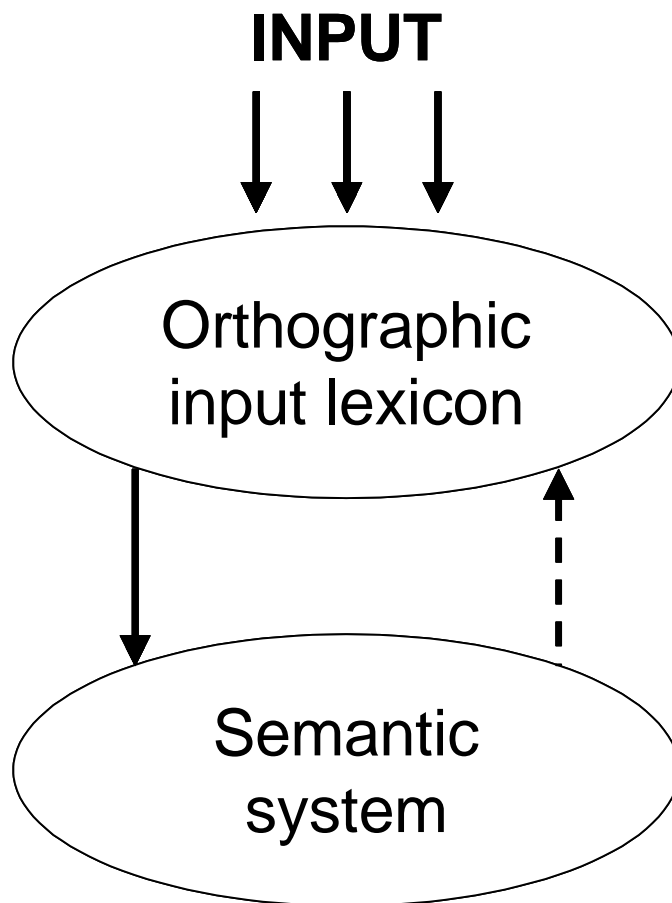 INPUT
Orthographic
input lexicon
Semantic
system